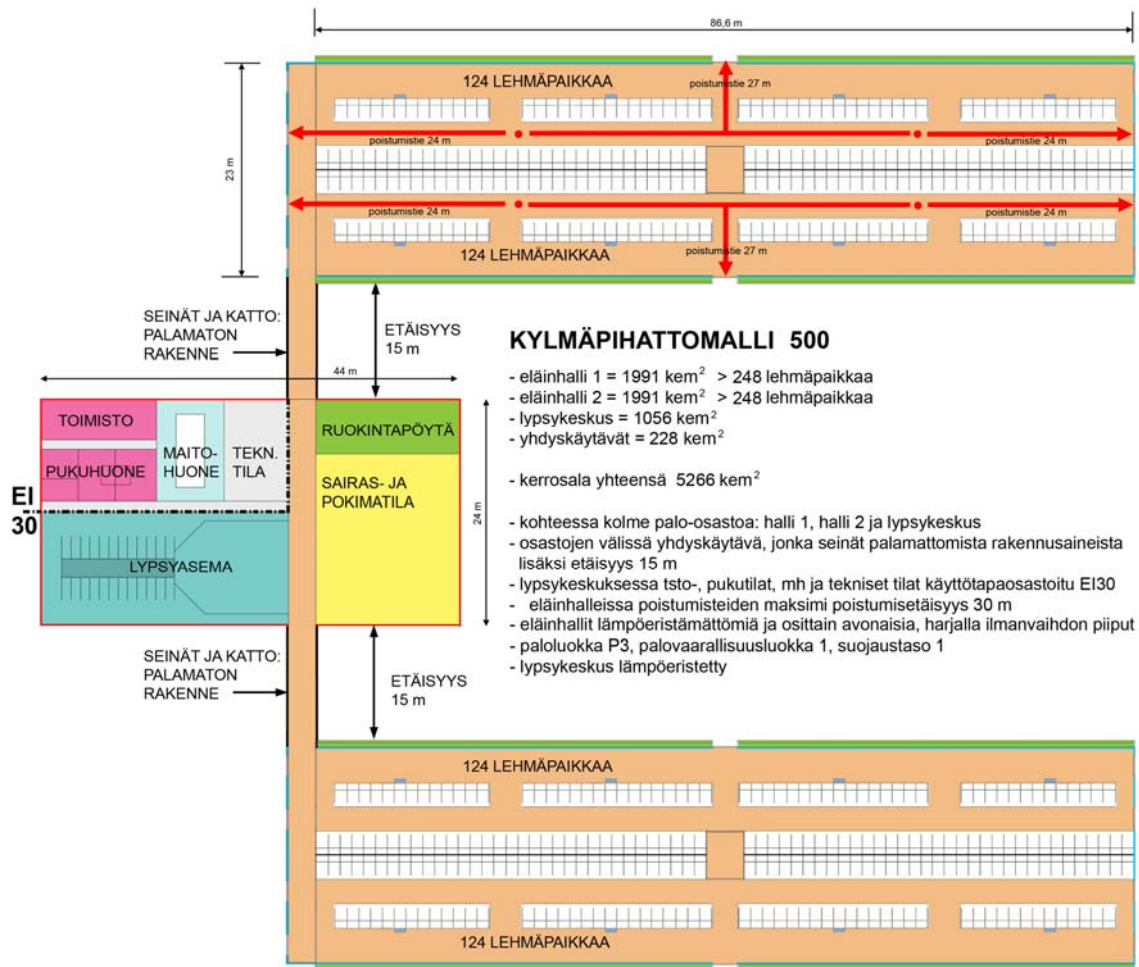 86,6 m
124 LEHMÄPAIKKAA
poistumistie 27 m
poistumistie 24 m
poistumistie 24 m
23 m
poistumistie 24 m
poistumistie 24 m
poistumistie 27 m
124 LEHMÄPAIKKAA
SEINÄT JA KATTO:
PALAMATON
RAKENNE
ETÄISYYS
15 m
44 m
TOIMISTO
PUKUHUONE
MAITO-
HUONE
TEKN.
TILA
RUOKINTAPÖYTÄ
SAIRAS- JA
POKIMATILA
24 m
EI
30
LYPSYASEMA
KYLMÄPIHATTOMALLI 500
- eläinhalli 1 = 1991 kem² > 248 lehmäpaikkaa
- eläinhalli 2 = 1991 kem² > 248 lehmäpaikkaa
- lypsykeskus = 1056 kem²
- yhdyskäytävät = 228 kem²
- kerrosala yhteensä 5266 kem²
- kohteessa kolme palo-osastoa: halli 1, halli 2 ja lypsykeskus
- osastojen välissä yhdyskäytävä, jonka seinät palamattomista rakennusaineista
lisäksi etäisyys 15 m
- lypsykeskuksessa tsto-, pukutilat, mh ja tekniset tilat käyttötapaosastoitu EI30
- eläinhalleissa poistumisteiden maksimi poistumisetäisyys 30 m
- eläinhallit lämpöeristämättömiä ja osittain avonaisia, harjalla ilmanvaihdon piiput
- paloluokka P3, palovaarallisuusluokka 1, suojaustaso 1
- lypsykeskus lämpöeristetty
SEINÄT JA KATTO:
PALAMATON
RAKENNE
ETÄISYYS
15 m
124 LEHMÄPAIKKAA
124 LEHMÄPAIKKAA